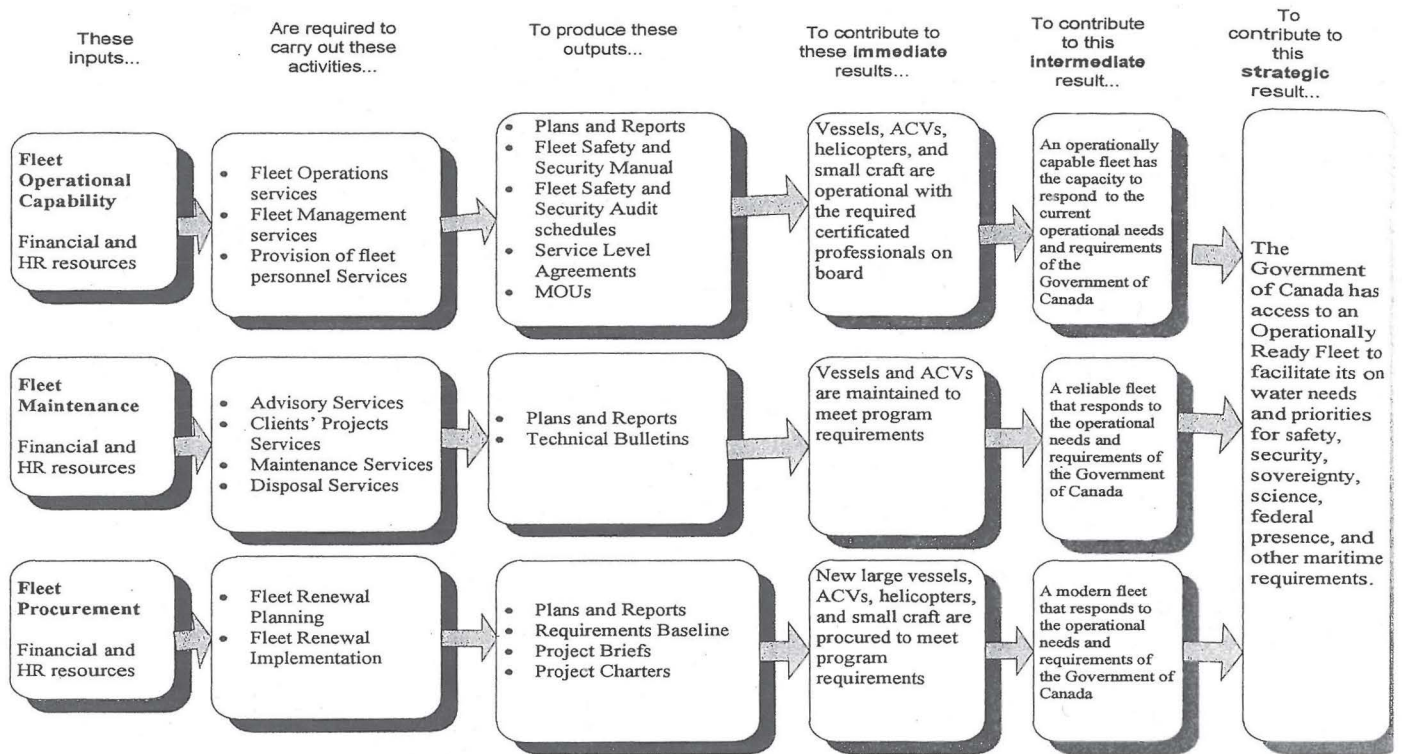 These
inputs...
Are required to
carry out these
activities...
To produce these
outputs...
To contribute to
these immediate
results...
To contribute
to this
intermediate
result...
To
contribute to
this
strategic
result...
Fleet
Operational
Capability
Financial and
HR resources
• Fleet Operations
services
• Fleet Management
services
• Provision of fleet
personnel Services
• Plans and Reports
• Fleet Safety and
Security Manual
• Fleet Safety and
Security Audit
schedules
• Service Level
Agreements
• MOUs
Vessels, ACVs,
helicopters, and
small craft are
operational with
the required
certificated
professionals on
board
An operationally
capable fleet has
the capacity to
respond to the
current
operational needs
and requirements
of the
Government of
Canada
Fleet
Maintenance
Financial and
HR resources
• Advisory Services
• Clients' Projects
Services
• Maintenance Services
• Disposal Services
• Plans and Reports
• Technical Bulletins
Vessels and ACVs
are maintained to
meet program
requirements
A reliable fleet
that responds to
the operational
needs and
requirements of
the Government
of Canada
Fleet
Procurement
Financial and
HR resources
• Fleet Renewal
Planning
• Fleet Renewal
Implementation
• Plans and Reports
• Requirements Baseline
• Project Briefs
• Project Charters
New large vessels,
ACVs, helicopters,
and small craft are
procured to meet
program
requirements
A modern fleet
that responds to
the operational
needs and
requirements of
the Government of
Canada
The
Government
of Canada has
access to an
Operationally
Ready Fleet to
facilitate its on
water needs
and priorities
for safety,
security,
sovereignty,
science,
federal
presence, and
other maritime
requirements.